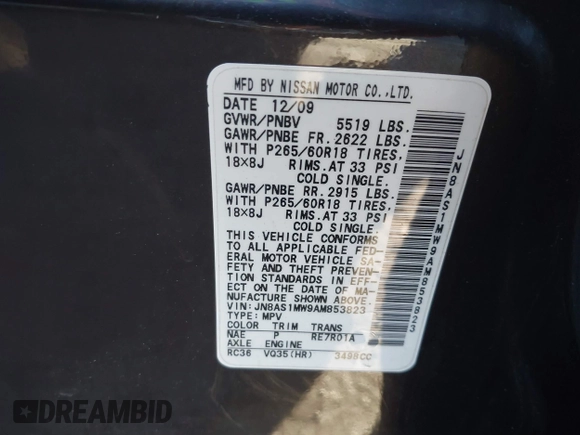 MFD BY NISSAN MOTOR CO.,LTD.
DATE 12/09
GVWR/PNBV 5519 LBS.
GAWR/PNBE FR. 2622 LBS.
WITH P265/60R18 TIRES,
18×8J RIMS.AT 33 PSI
COLD SINGLE.
GAWR/PNBE RR. 2915 LBS.
WITH P265/60R18 TIRES,
18×8J RIMS.AT 33 PSI
COLD SINGLE.
THIS VEHICLE CONFORMS
TO ALL APPLICABLE FED-
ERAL MOTOR VEHICLE SA-
FETY AND THEFT PREVEN-
TION STANDARDS IN EFF-
ECT ON THE DATE OF MA-
NUFACTURE SHOWN ABOVE.
VIN:JN8AS1MW9AM853823
TYPE: MPV
COLOR TRIM TRANS
NAE P RE7R01A
AXLE ENGINE
RC36 VQ35(HR) 3498CC
JN8AS1MW9AM853823
DREAMBID